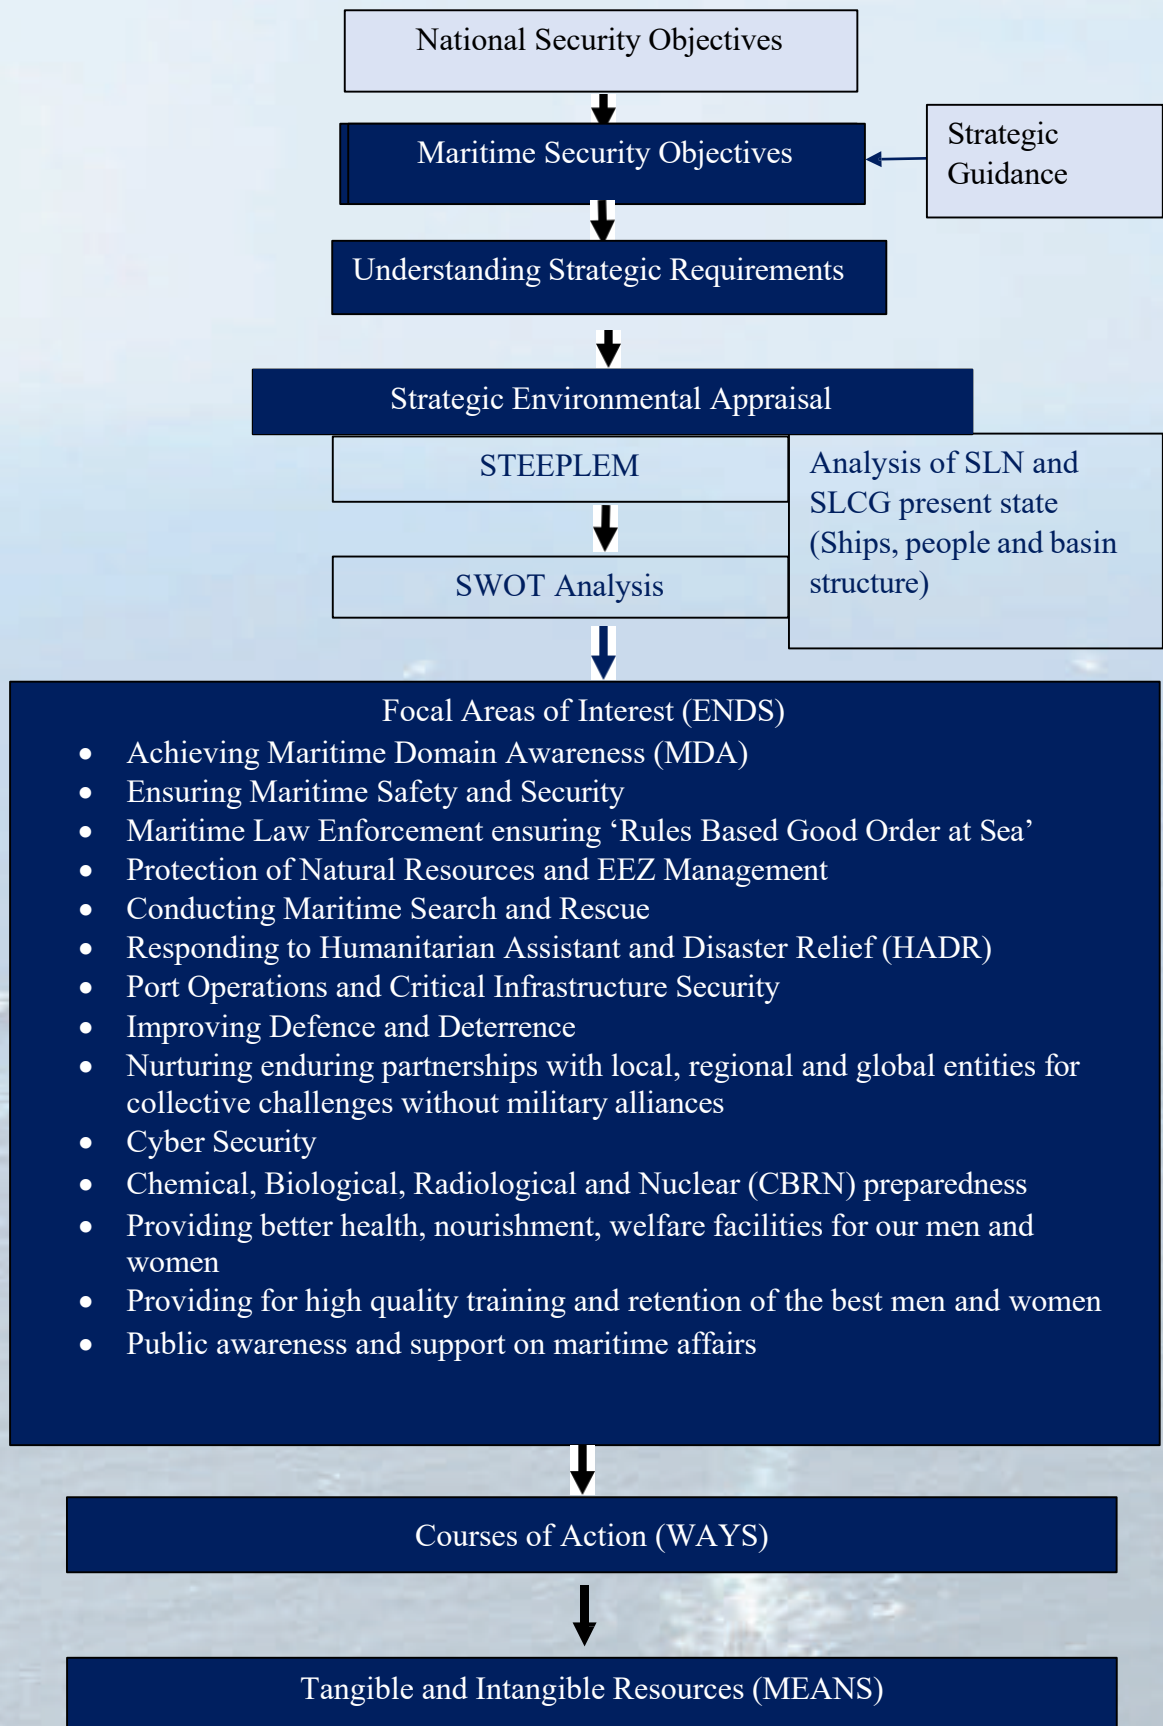 National Security Objectives
Maritime Security Objectives
Strategic
Guidance
Understanding Strategic Requirements
Strategic Environmental Appraisal
STEEPLEM
SWOT Analysis
Analysis of SLN and
SLCG present state
(Ships, people and basin
structure)
Focal Areas of Interest (ENDS)
• Achieving Maritime Domain Awareness (MDA)
• Ensuring Maritime Safety and Security
• Maritime Law Enforcement ensuring ‘Rules Based Good Order at Sea’
• Protection of Natural Resources and EEZ Management
• Conducting Maritime Search and Rescue
• Responding to Humanitarian Assistant and Disaster Relief (HADR)
• Port Operations and Critical Infrastructure Security
• Improving Defence and Deterrence
• Nurturing enduring partnerships with local, regional and global entities for
collective challenges without military alliances
• Cyber Security
• Chemical, Biological, Radiological and Nuclear (CBRN) preparedness
• Providing better health, nourishment, welfare facilities for our men and
women
• Providing for high quality training and retention of the best men and women
• Public awareness and support on maritime affairs
Courses of Action (WAYS)
Tangible and Intangible Resources (MEANS)